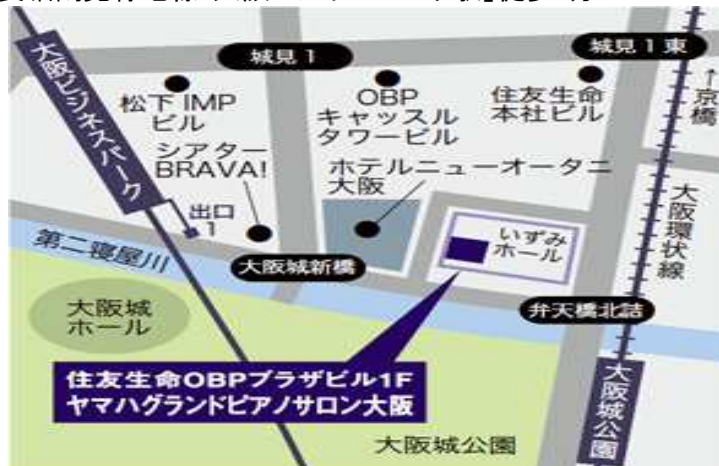 城見1
城見1東
大阪ビジネスパーク
松下IMP
ビル
OBP
キャッスル
タワービル
住友生命
本社ビル
↑京橋
シアター
BRAVA!
ホテルニューオータニ
大阪
出口
1
いずみ
ホール
大阪環状線
第二寝屋川
大阪城新橋
弁天橋北詰
大阪城
ホール
住友生命OBPプラザビル1F
ヤマハグランドピアノサロン大阪
大阪城公園
大阪城公園